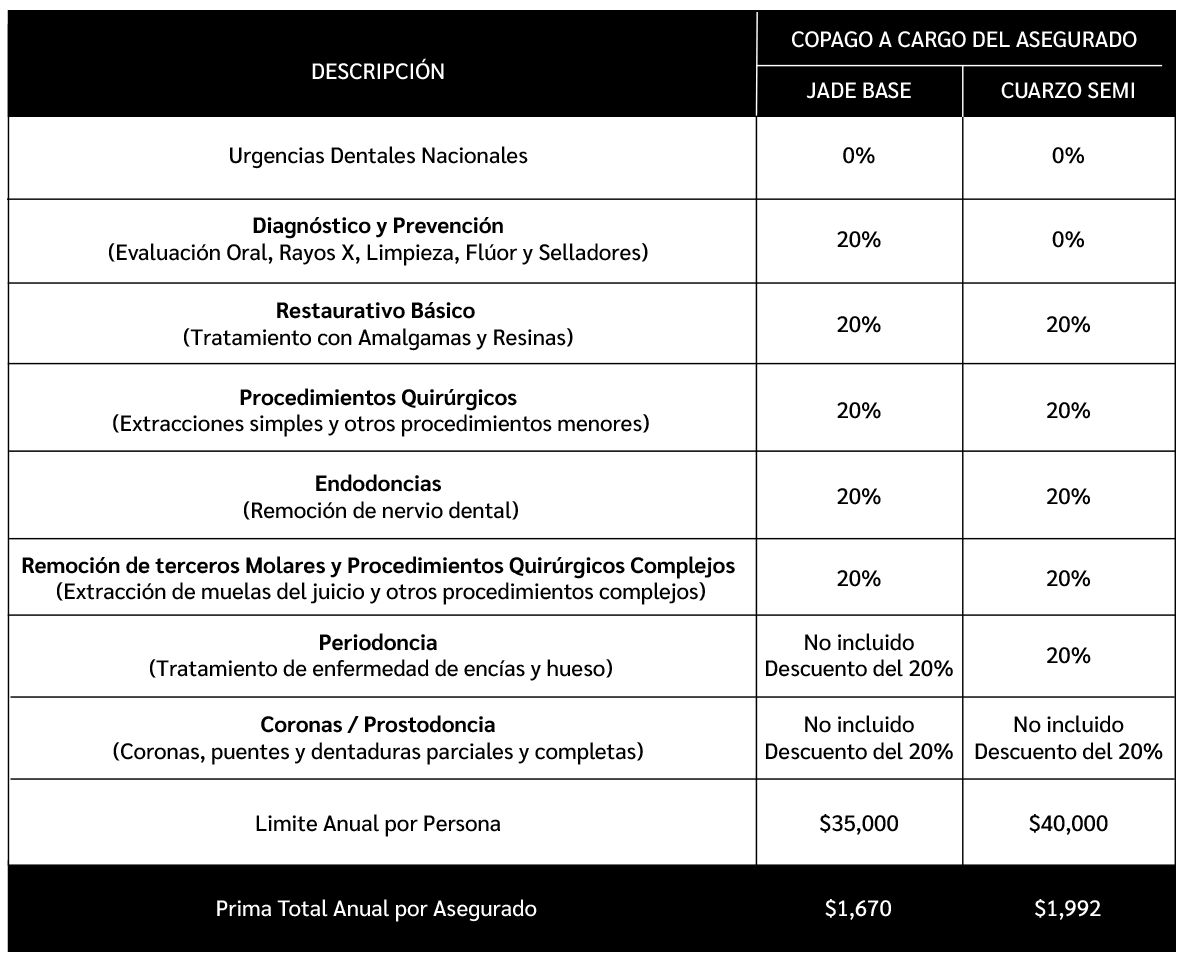 DESCRIPCIÓN
COPAGO A CARGO DEL ASEGURADO
JADE BASE
CUARZO SEMI
Urgencias Dentales Nacionales
0%
0%
Diagnóstico y Prevención
(Evaluación Oral, Rayos X, Limpieza, Flúor y Selladores)
20%
0%
Restaurativo Básico
(Tratamiento con Amalgamas y Resinas)
20%
20%
Procedimientos Quirúrgicos
(Extracciones simples y otros procedimientos menores)
20%
20%
Endodoncias
(Remoción de nervio dental)
20%
20%
Remoción de terceros Molares y Procedimientos Quirúrgicos Complejos
(Extracción de muelas del juicio y otros procedimientos complejos)
20%
20%
Periodoncia
(Tratamiento de enfermedad de encías y hueso)
No incluido
Descuento del 20%
20%
Coronas / Prostodoncia
(Coronas, puentes y dentaduras parciales y completas)
No incluido
Descuento del 20%
No incluido
Descuento del 20%
Limite Anual por Persona
$35,000
$40,000
Prima Total Anual por Asegurado
$1,670
$1,992